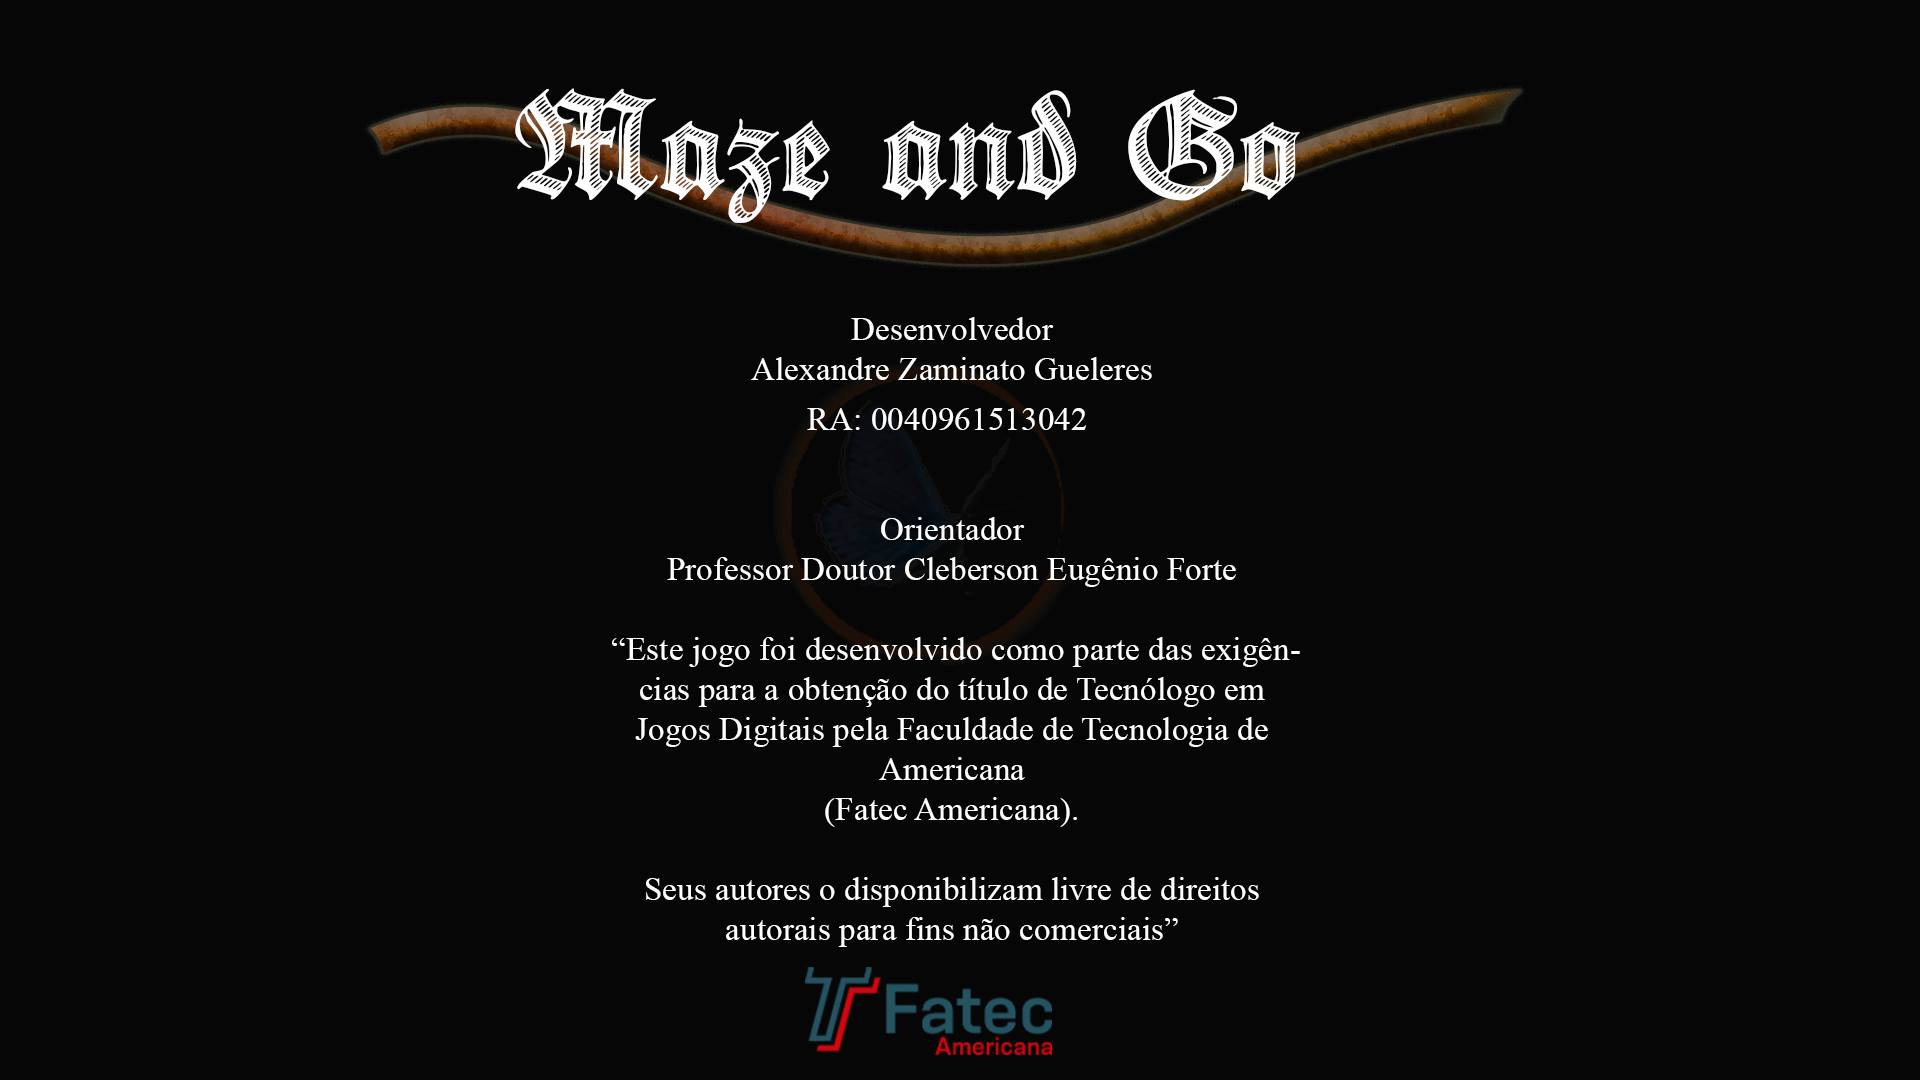 Maze and Go
Desenvolvedor
Alexandre Zaminato Gueleres
RA: 0040961513042
Orientador
Professor Doutor Cleberson Eugênio Forte
“Este jogo foi desenvolvido como parte das exigên-
cias para a obtenção do título de Tecnólogo em
Jogos Digitais pela Faculdade de Tecnologia de
Americana
(Fatec Americana).
Seus autores o disponibilizam livre de direitos
autorais para fins não comerciais”
Fatec
Americana